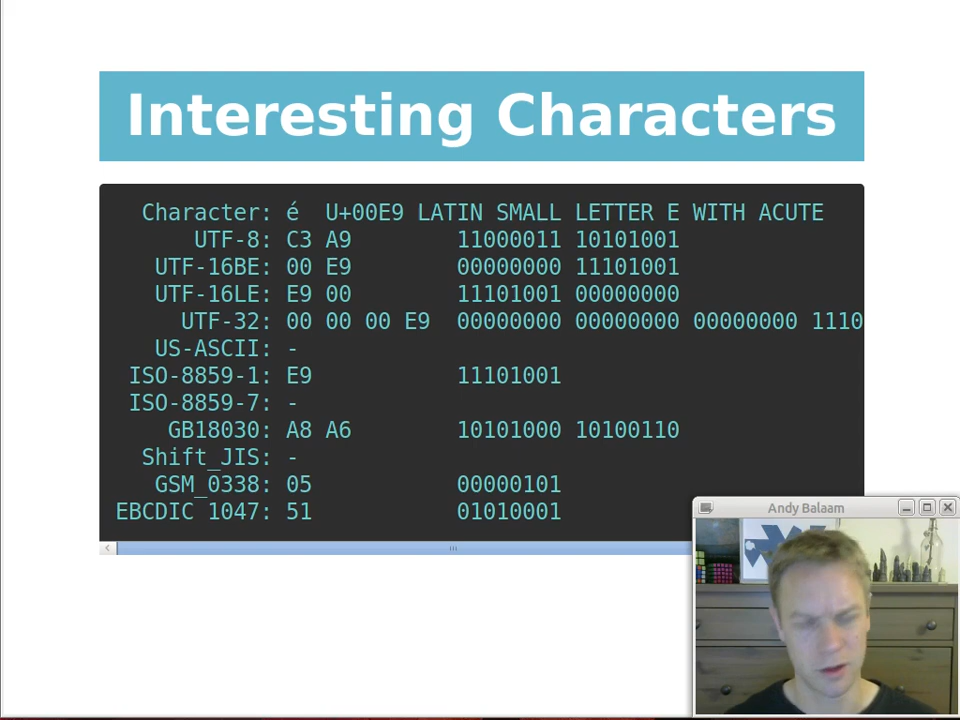 Interesting Characters
Character: é U+00E9 LATIN SMALL LETTER E WITH ACUTE
UTF-8: C3 A9 11000011 10101001
UTF-16BE: 00 E9 00000000 11101001
UTF-16LE: E9 00 11101001 00000000
UTF-32: 00 00 00 E9 00000000 00000000 00000000 1110
US-ASCII: -
ISO-8859-1: E9 11101001
ISO-8859-7: -
GB18030: A8 A6 10101000 10100110
Shift_JIS: -
GSM_0338: 05 00000101
EBCDIC 1047: 51 01010001
Andy Balaam